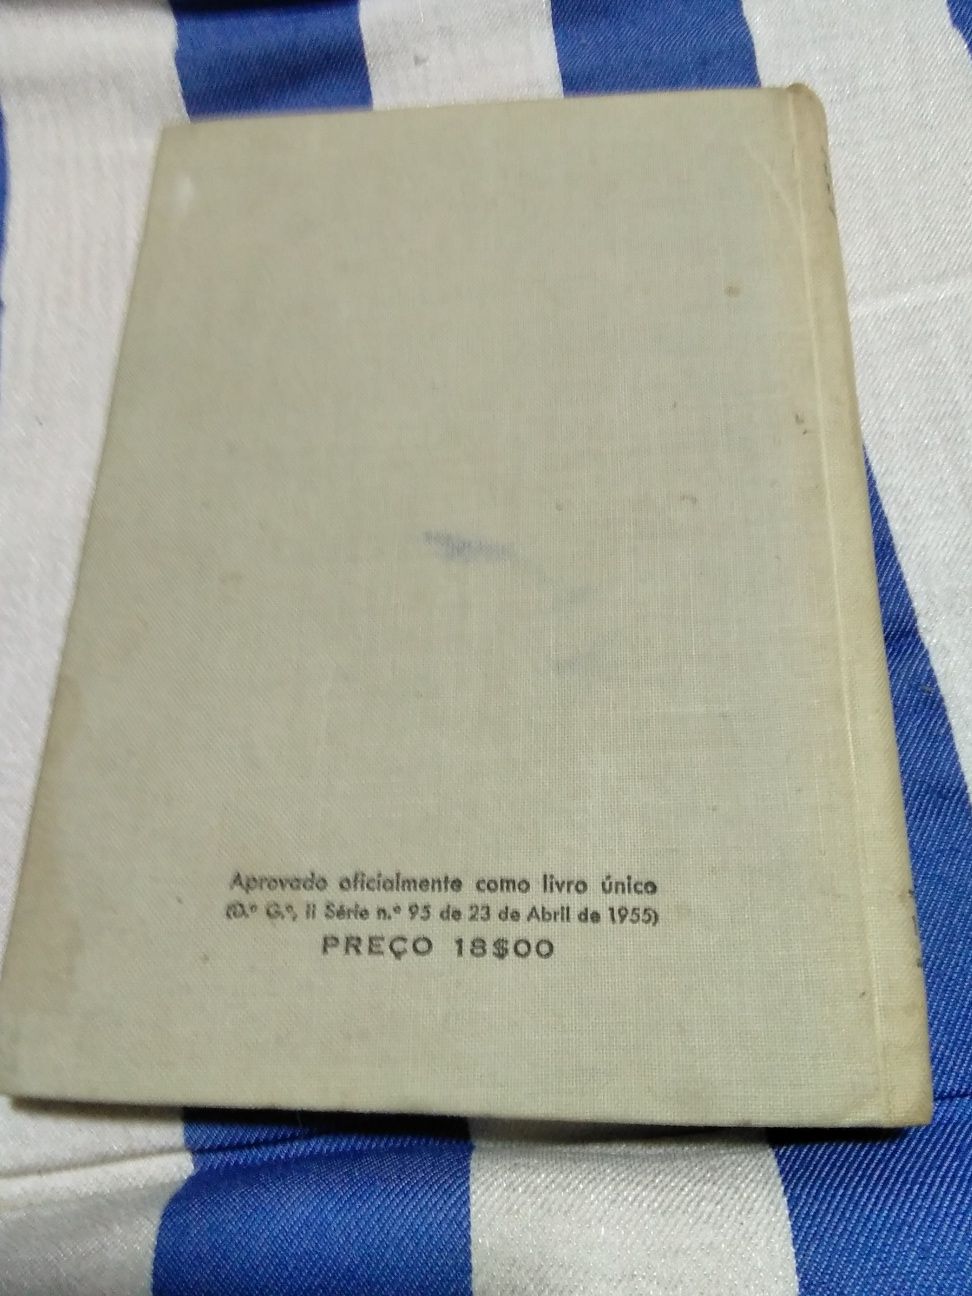 Aprovado oficialmente como livro único
(D.º G.º, II Série n.º 95 de 23 de Abril de 1955)
PREÇO 18$00